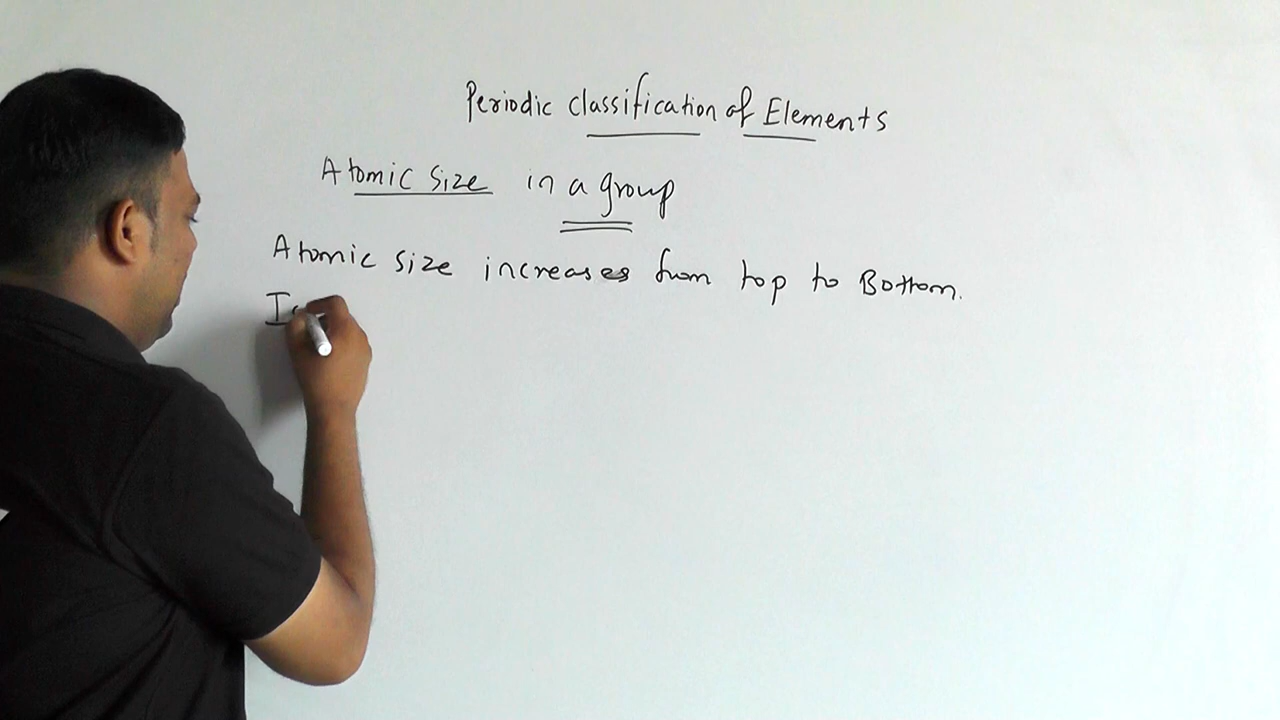 Periodic classification of Elements
Atomic Size in a group
Atomic size increases from top to Bottom.